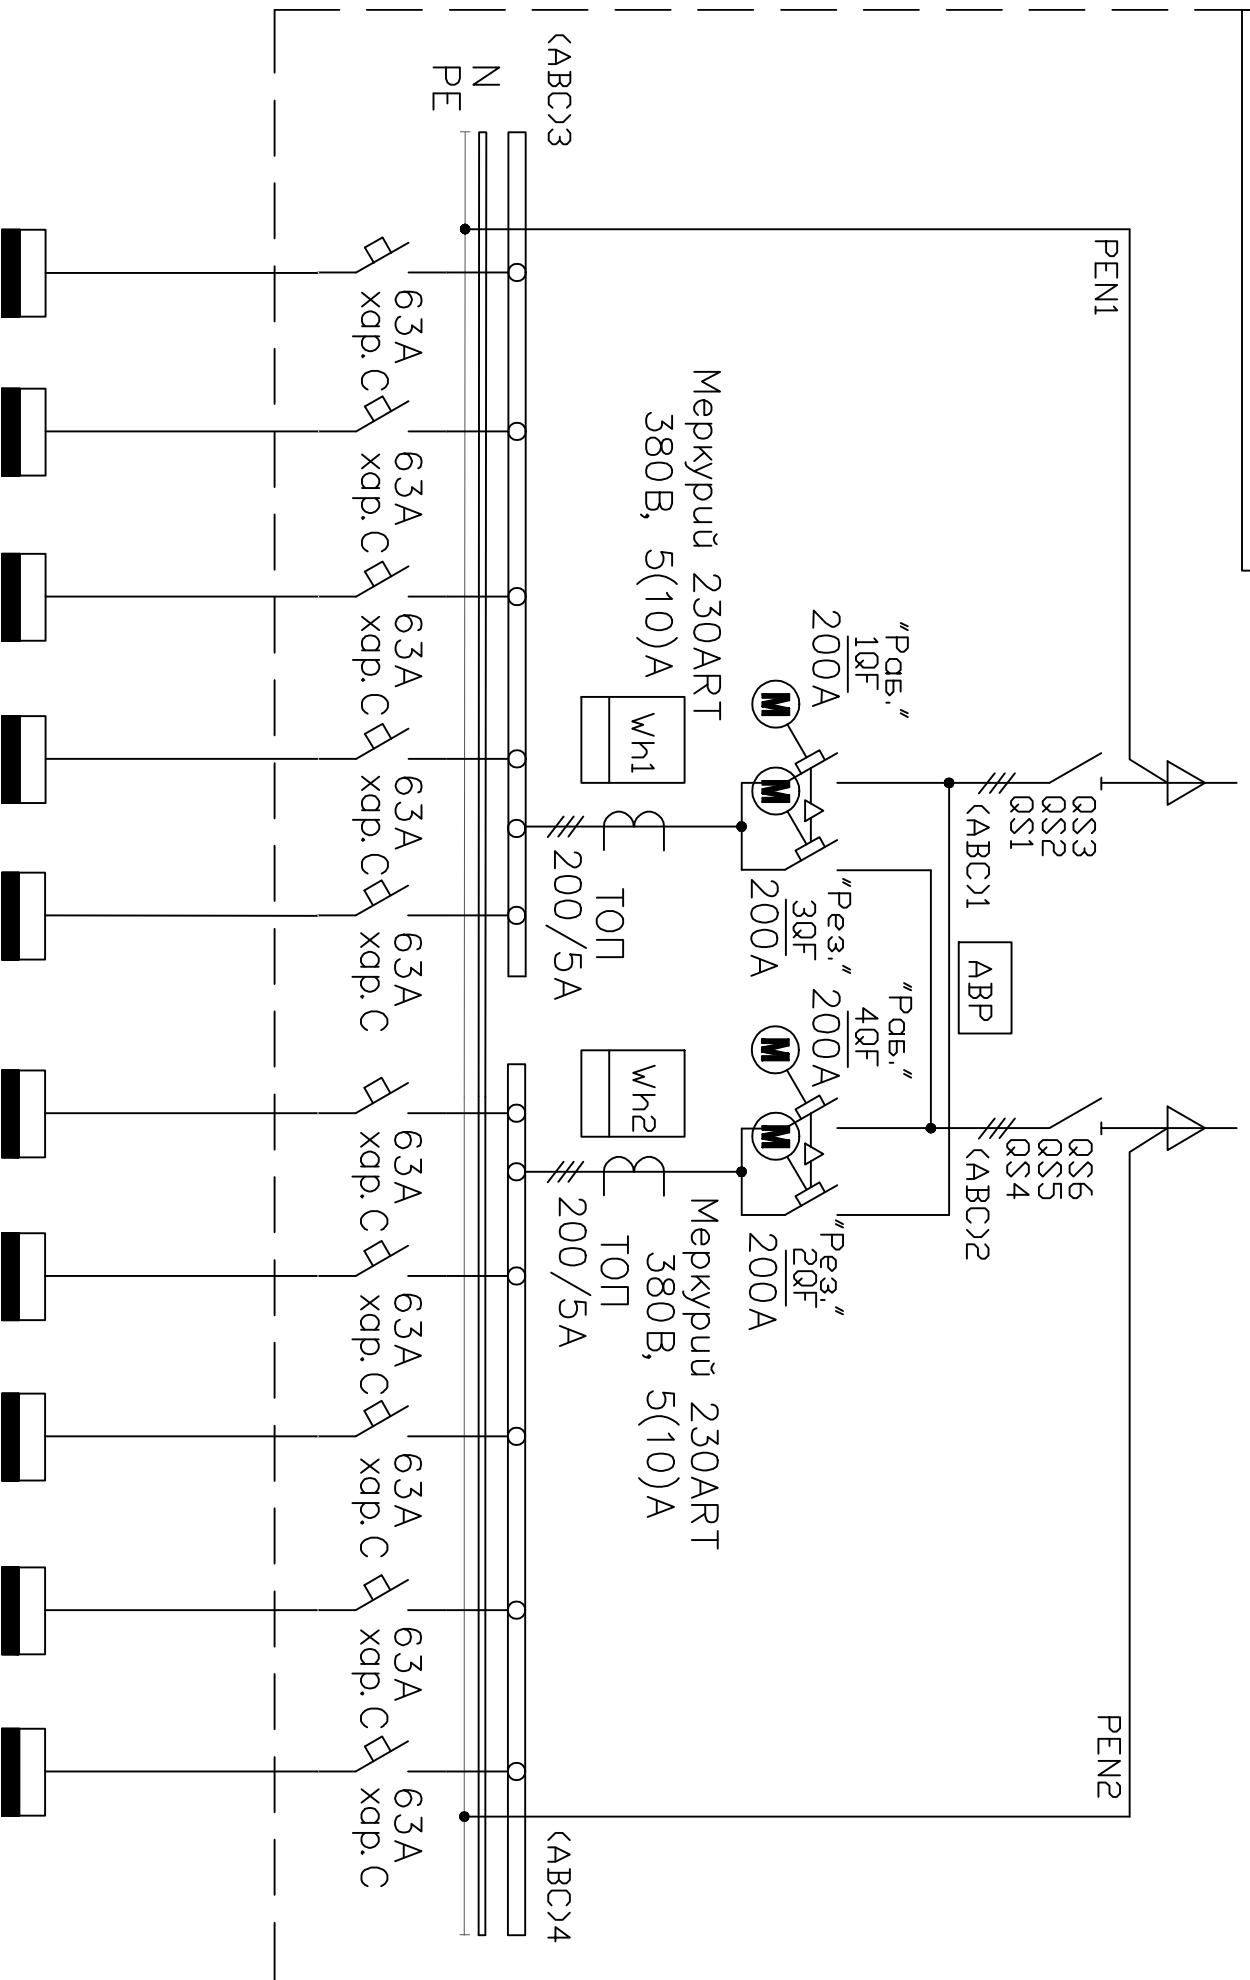 PEN1
PEN2
QS3
QS2
QS1
(ABC)1
QS6
QS5
QS4
(ABC)2
АВР
"Раб."
1QF
200А
"Рез."
3QF
200А
"Раб."
4QF
200А
"Рез."
2QF
200А
М
М
М
М
Меркурий 230ART
380В, 5(10)А
Wh1
ТОП
200/5А
Wh2
ТОП
200/5А
Меркурий 230ART
380В, 5(10)А
(ABC)3
(ABC)4
N
PE
63А
хар.С
63А
хар.С
63А
хар.С
63А
хар.С
63А
хар.С
63А
хар.С
63А
хар.С
63А
хар.С
63А
хар.С
63А
хар.С